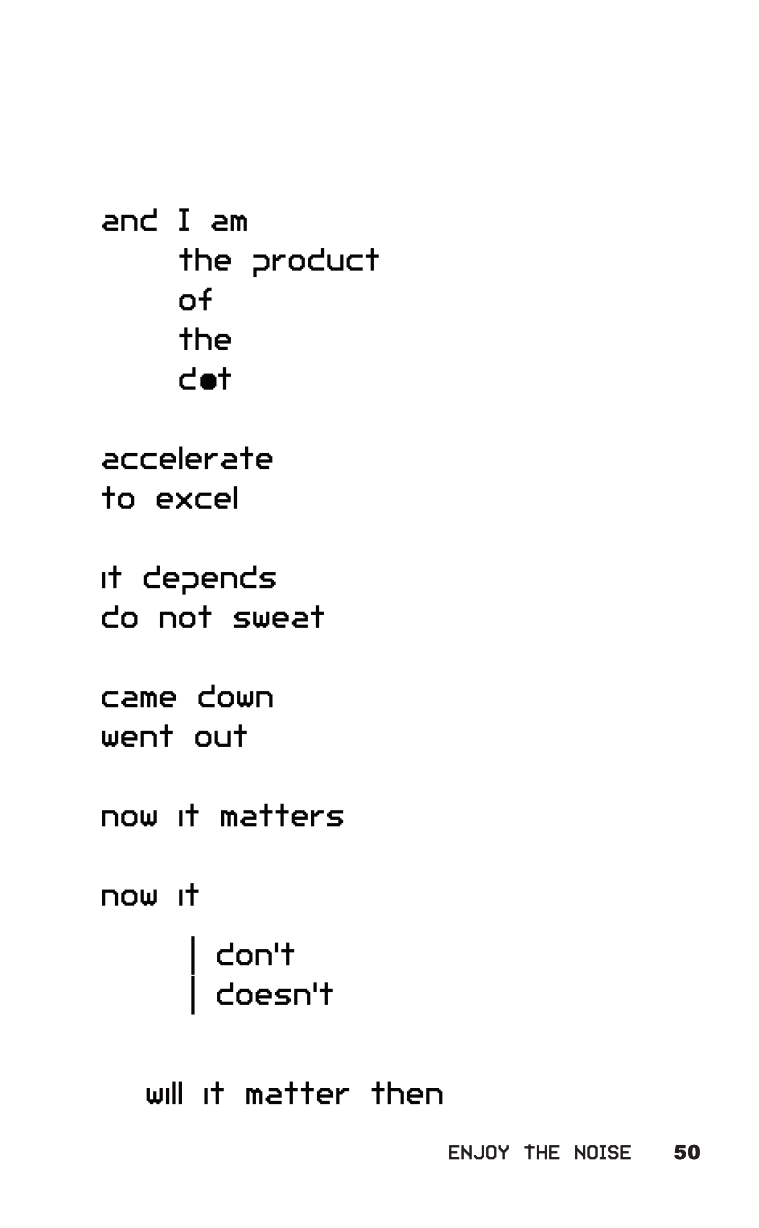 and I am
the product
of
the
d●t
accelerate
to excel
it depends
do not sweat
came down
went out
now it matters
now it
| don't
| doesn't
will it matter then
ENJOY THE NOISE 50